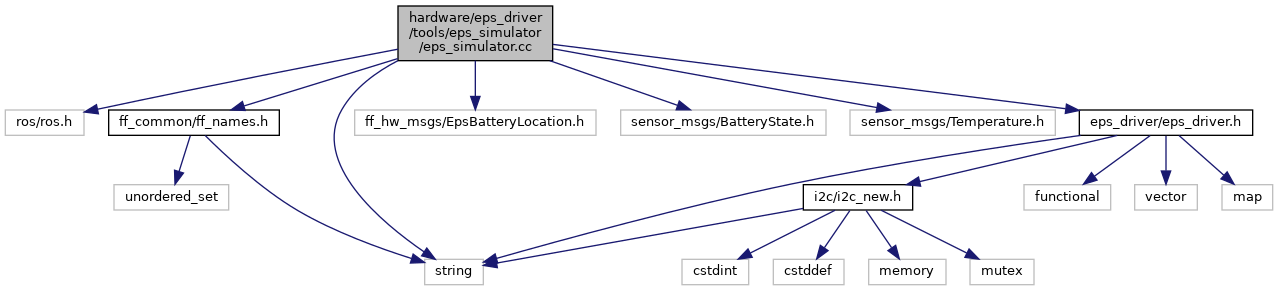 hardware/eps_driver
/tools/eps_simulator
/eps_simulator.cc
ros/ros.h
ff_common/ff_names.h
ff_hw_msgs/EpsBatteryLocation.h
sensor_msgs/BatteryState.h
sensor_msgs/Temperature.h
eps_driver/eps_driver.h
unordered_set
i2c/i2c_new.h
functional
vector
map
string
cstdint
cstddef
memory
mutex